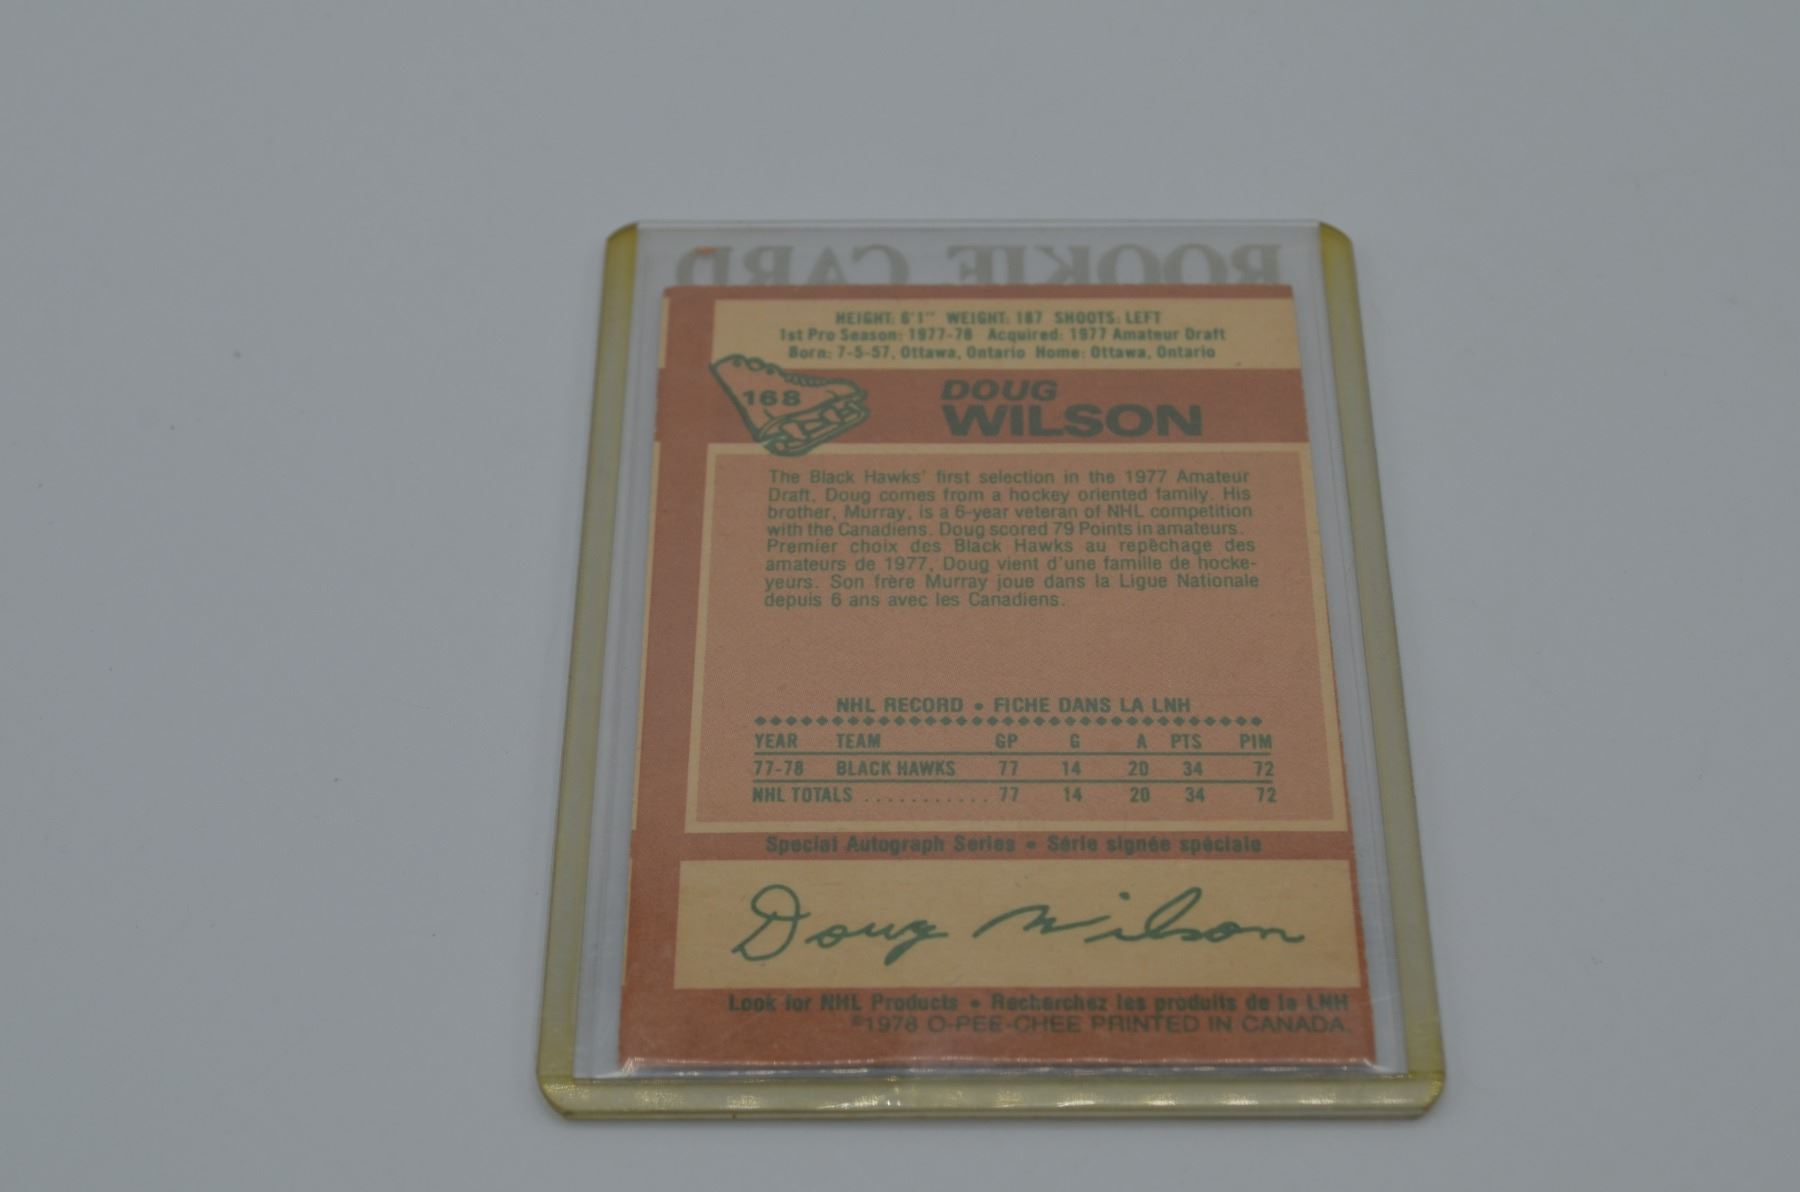 ROOKIE CARD
HEIGHT: 6'1" WEIGHT: 187 SHOOTS: LEFT
1st Pro Season: 1977-78 Acquired: 1977 Amateur Draft
Born: 7-5-57, Ottawa, Ontario Home: Ottawa, Ontario
168
DOUG
WILSON
The Black Hawks' first selection in the 1977 Amateur
Draft, Doug comes from a hockey oriented family. His
brother, Murray, is a 6-year veteran of NHL competition
with the Canadiens. Doug scored 79 Points in amateurs.
Premier choix des Black Hawks au repêchage des
amateurs de 1977, Doug vient d'une famille de hocke-
yeurs. Son frère Murray joue dans la Ligue Nationale
depuis 6 ans avec les Canadiens.
NHL RECORD • FICHE DANS LA LNH
YEAR TEAM GP G A PTS PIM
77-78 BLACK HAWKS 77 14 20 34 72
NHL TOTALS ........... 77 14 20 34 72
Special Autograph Series • Série signée spéciale
Doug Wilson
Look for NHL Products • Recherchez les produits de la LNH
©1978 O-PEE-CHEE PRINTED IN CANADA.